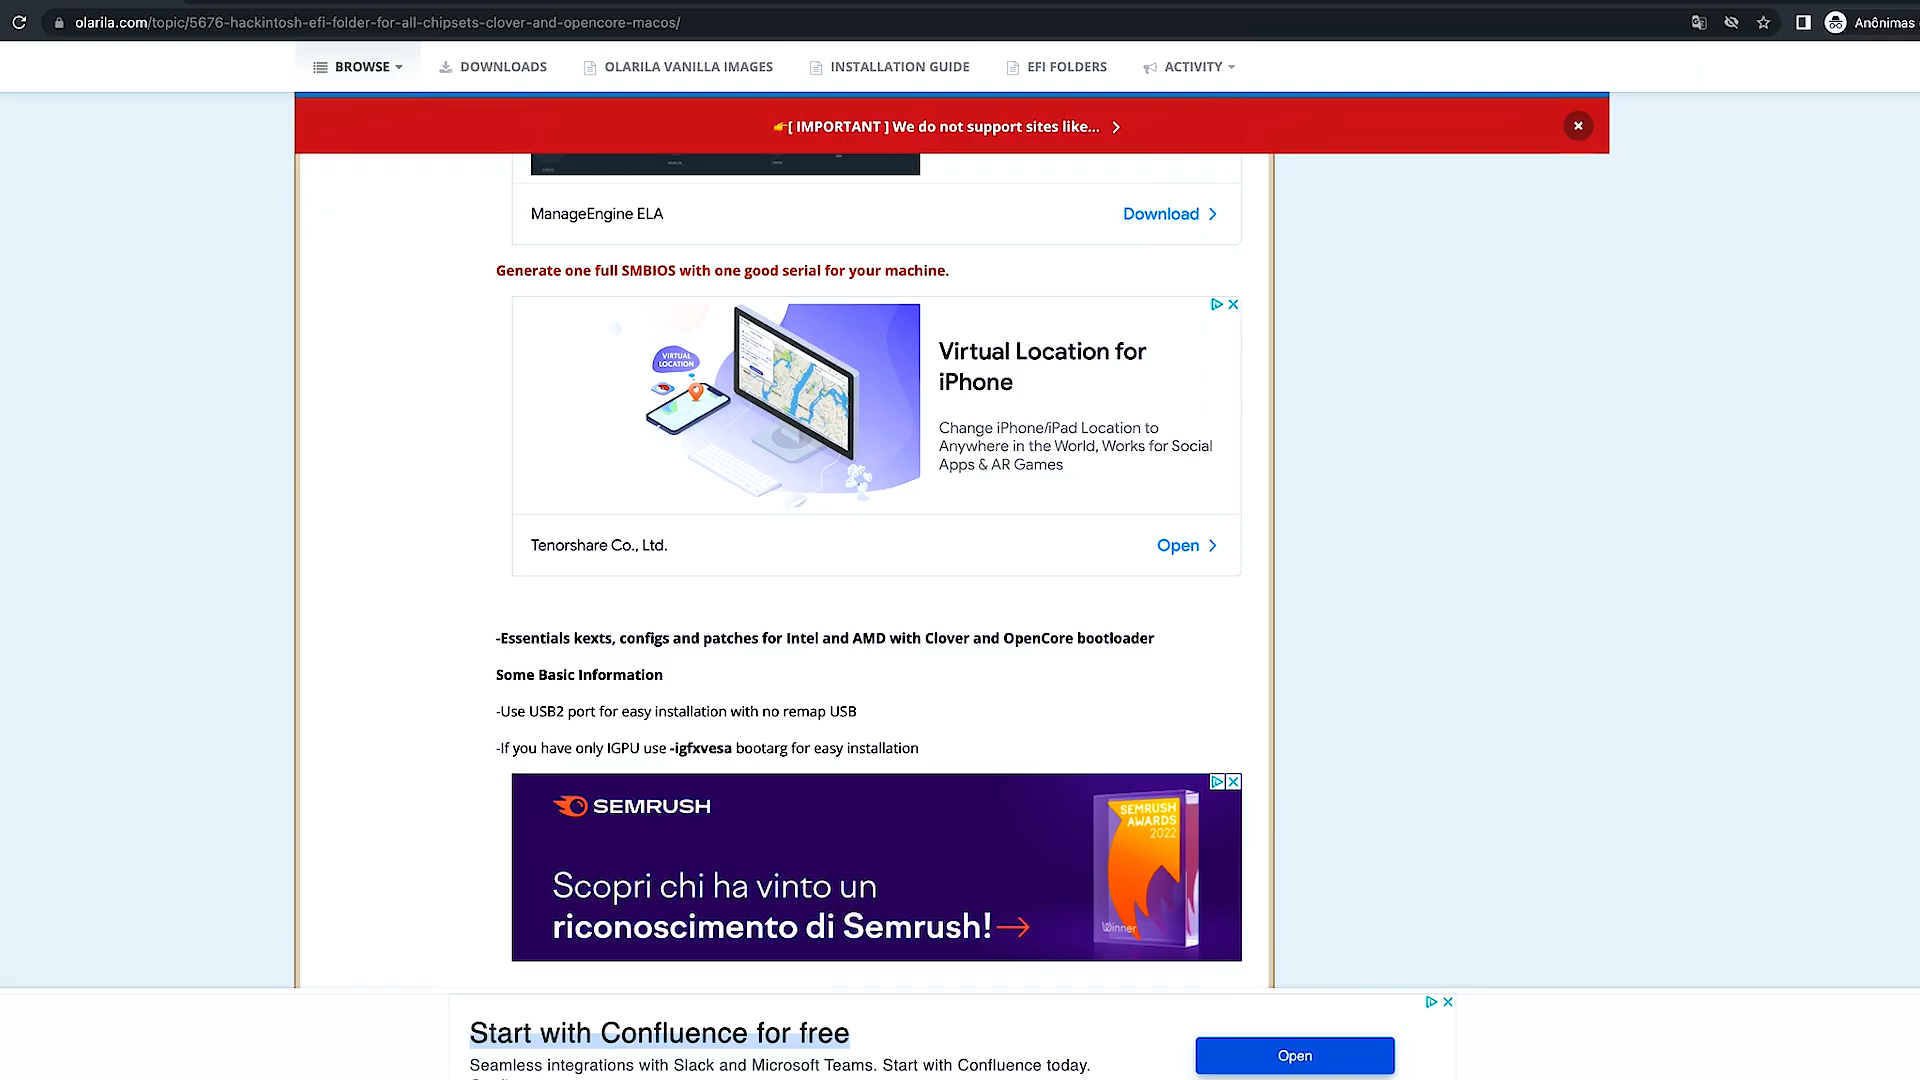 olarila.com/topic/5676-hackintosh-efi-folder-for-all-chipsets-clover-and-opencore-macos/
Anônimas
BROWSE
DOWNLOADS
OLARILA VANILLA IMAGES
INSTALLATION GUIDE
EFI FOLDERS
ACTIVITY
[ IMPORTANT ] We do not support sites like...
ManageEngine ELA
Download
Generate one full SMBIOS with one good serial for your machine.
VIRTUAL
LOCATION
Virtual Location for
iPhone
Change iPhone/iPad Location to
Anywhere in the World, Works for Social
Apps & AR Games
Tenorshare Co., Ltd.
Open
-Essentials kexts, configs and patches for Intel and AMD with Clover and OpenCore bootloader
Some Basic Information
-Use USB2 port for easy installation with no remap USB
-If you have only IGPU use -igfxvesa bootarg for easy installation
SEMRUSH
SEMRUSH
AWARDS
2022
Scopri chi ha vinto un
riconoscimento di Semrush!
Winner
Start with Confluence for free
Seamless integrations with Slack and Microsoft Teams. Start with Confluence today.
Open